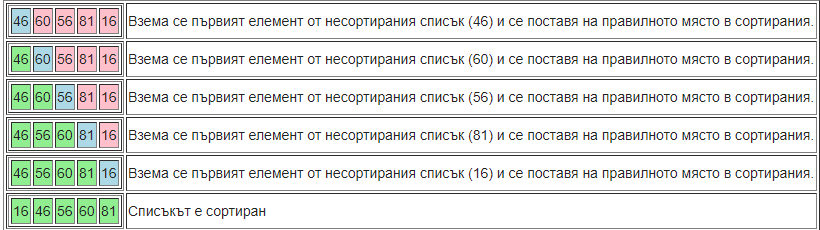 46 60 56 81 16 Взема се първият елемент от несортирания списък (46) и се поставя на правилното място в сортирания.
46 60 56 81 16 Взема се първият елемент от несортирания списък (60) и се поставя на правилното място в сортирания.
46 60 56 81 16 Взема се първият елемент от несортирания списък (56) и се поставя на правилното място в сортирания.
46 56 60 81 16 Взема се първият елемент от несортирания списък (81) и се поставя на правилното място в сортирания.
46 56 60 81 16 Взема се първият елемент от несортирания списък (16) и се поставя на правилното място в сортирания.
16 46 56 60 81 Списъкът е сортиран